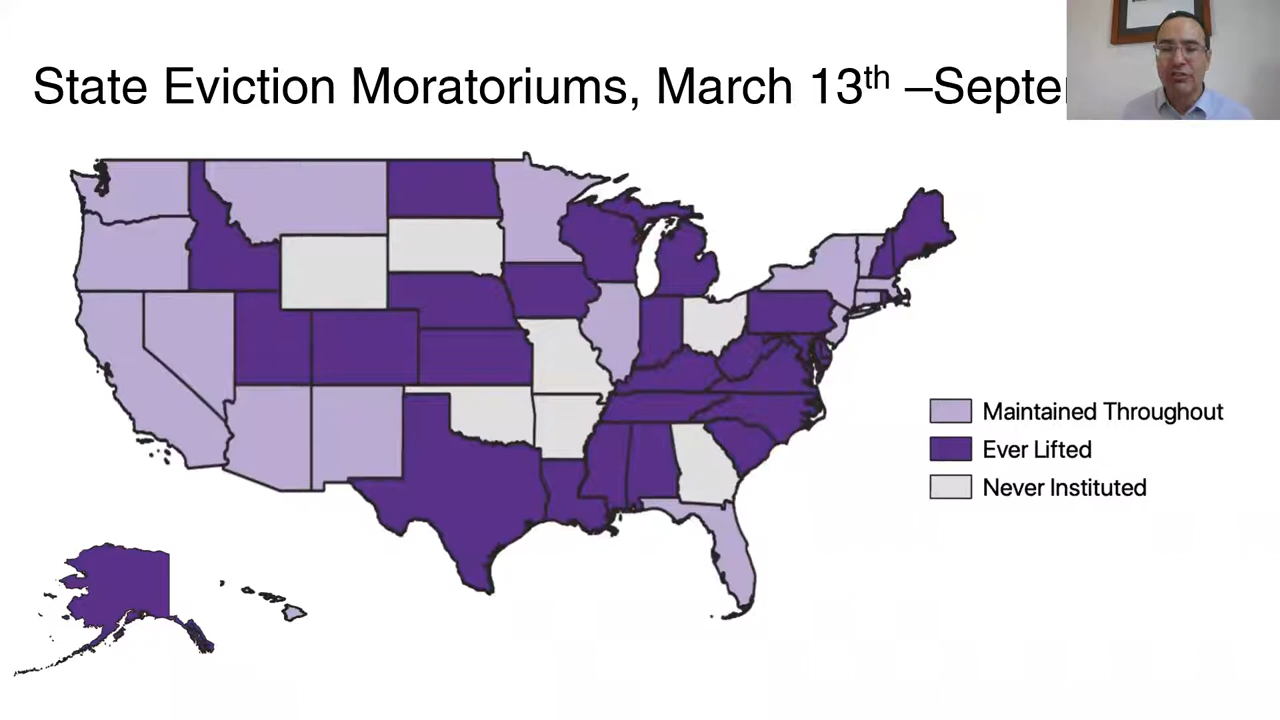 State Eviction Moratoriums, March 13th –Septe
Maintained Throughout
Ever Lifted
Never Instituted